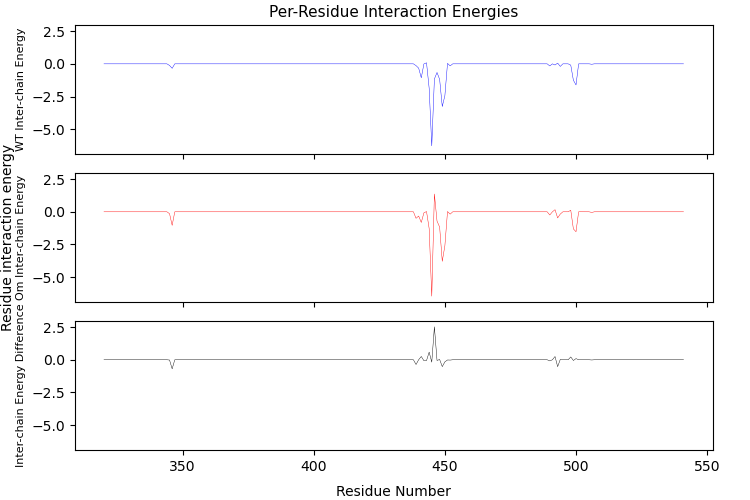 Per-Residue Interaction Energies
Residue interaction energy
WT Inter-chain Energy
2.5
0.0
−2.5
−5.0
Om Inter-chain Energy
2.5
0.0
−2.5
−5.0
Inter-chain Energy Difference
2.5
0.0
−2.5
−5.0
350
400
450
500
550
Residue Number